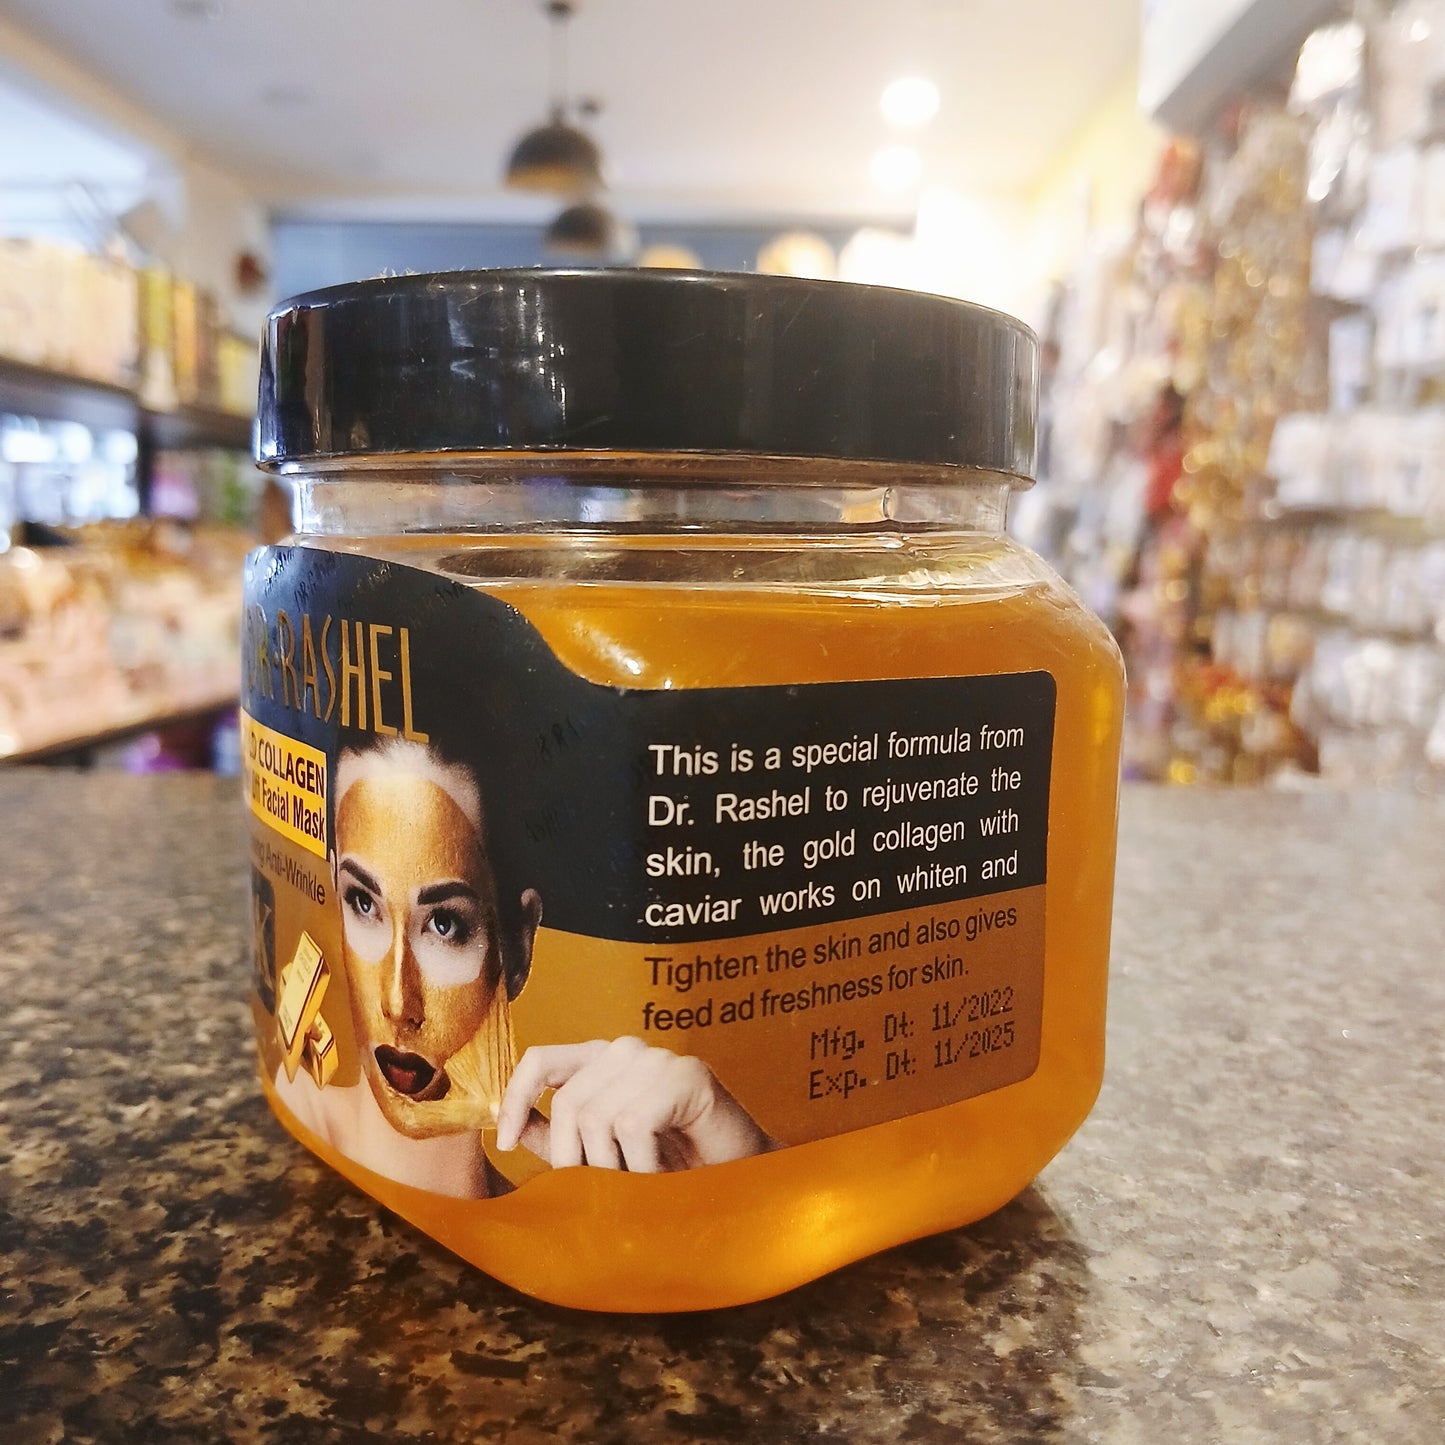 DR·RASHEL
COLLAGEN
Off Facial Mask
Anti-Wrinkle
K
This is a special formula from
Dr. Rashel to rejuvenate the
skin, the gold collagen with
caviar works on whiten and
Tighten the skin and also gives
feed ad freshness for skin.
Mfg. Dt: 11/2022
Exp. Dt: 11/2025